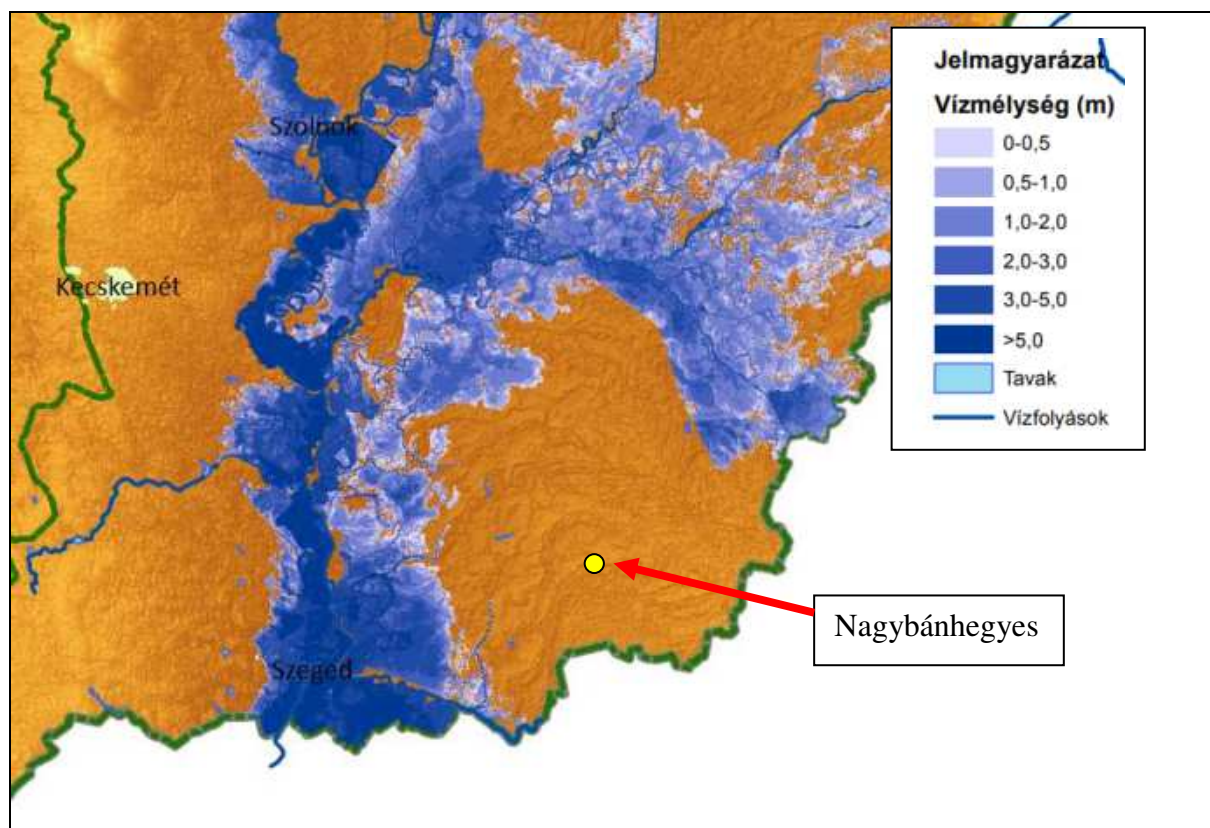 Jelmagyarázat
Vízmélység (m)
0-0,5
0,5-1,0
1,0-2,0
2,0-3,0
3,0-5,0
>5,0
Tavak
Vízfolyások
Szolnok
Kecskemét
Nagybánhegyes
Szeged